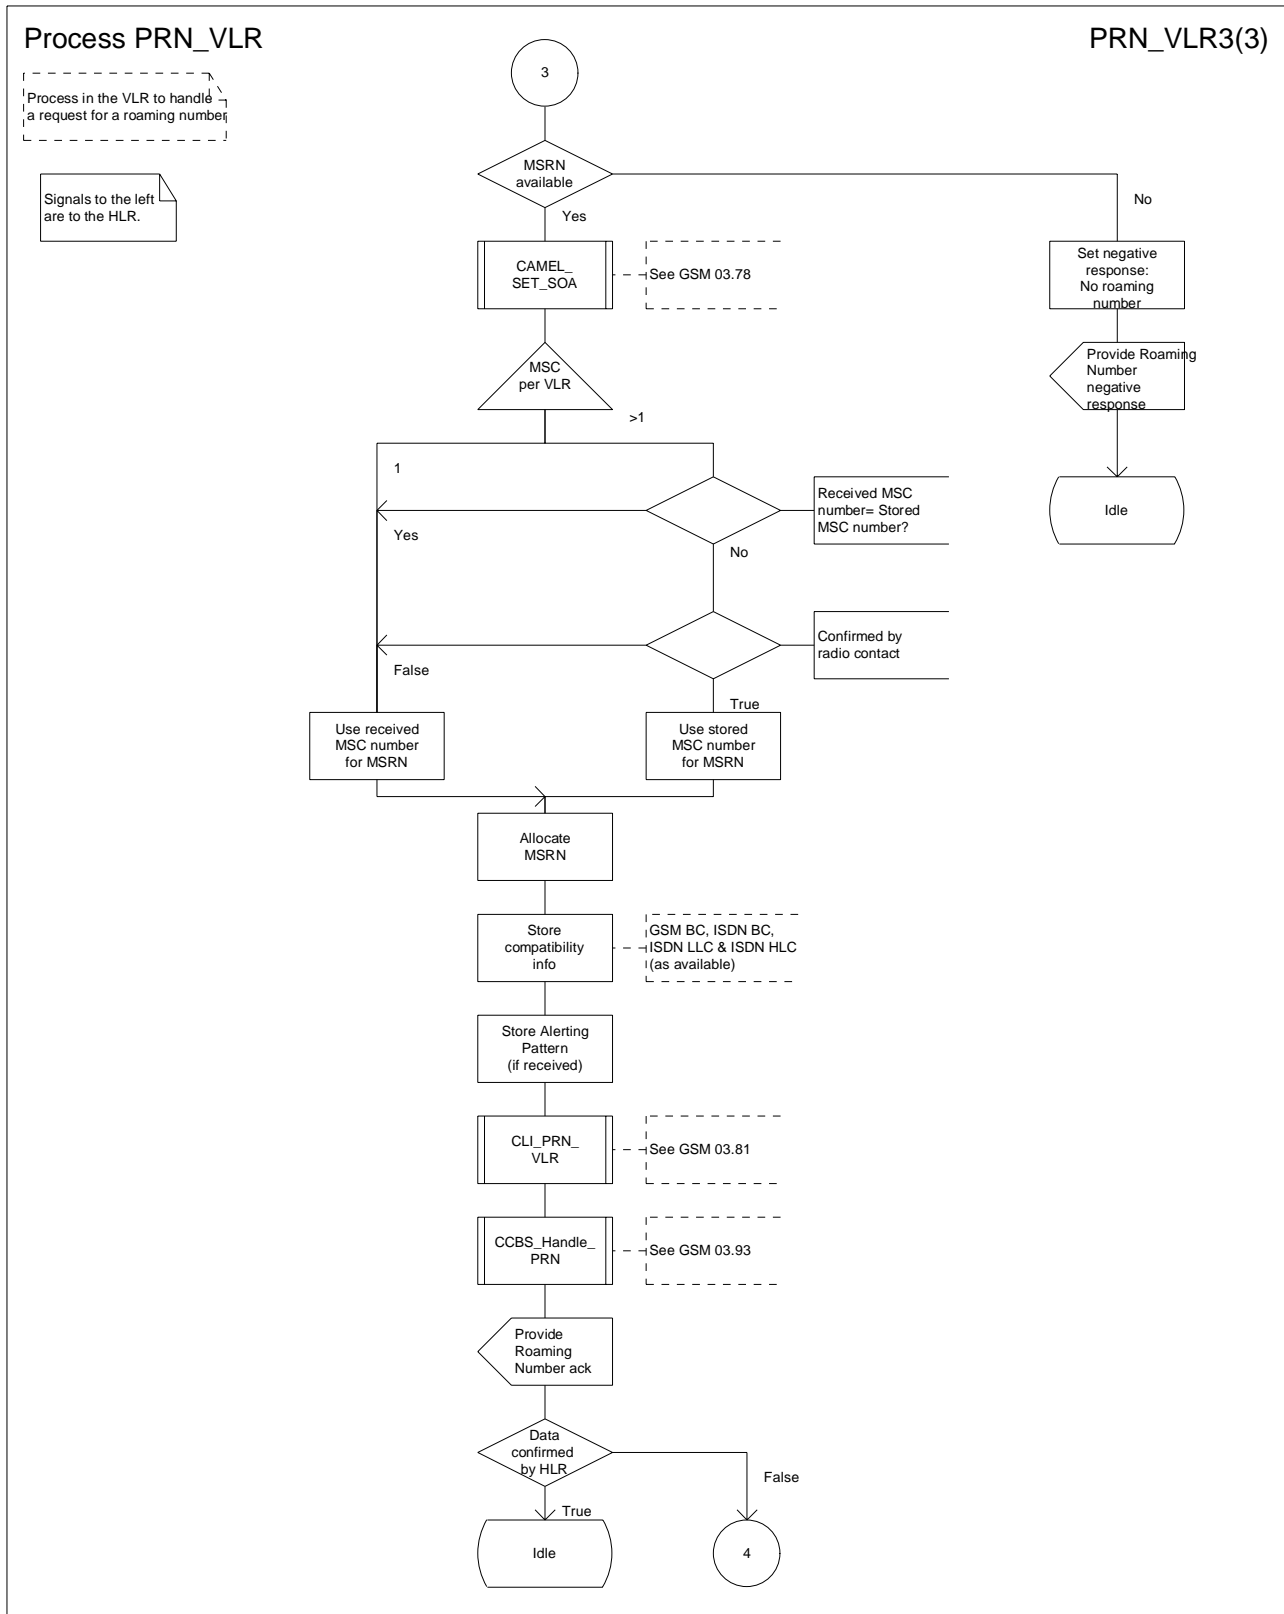 Process PRN_VLR
PRN_VLR3(3)
Process in the VLR to handle
a request for a roaming number
Signals to the left
are to the HLR.
3
MSRN
available
Yes
No
CAMEL_
SET_SOA
See GSM 03.78
Set negative
response:
No roaming
number
MSC
per VLR
Provide Roaming
Number
negative
response
>1
1
Received MSC
number= Stored
MSC number?
Idle
Yes
No
Confirmed by
radio contact
False
True
Use received
MSC number
for MSRN
Use stored
MSC number
for MSRN
Allocate
MSRN
Store
compatibility
info
GSM BC, ISDN BC,
ISDN LLC & ISDN HLC
(as available)
Store Alerting
Pattern
(if received)
CLI_PRN_
VLR
See GSM 03.81
CCBS_Handle_
PRN
See GSM 03.93
Provide
Roaming
Number ack
Data
confirmed
by HLR
False
True
Idle
4